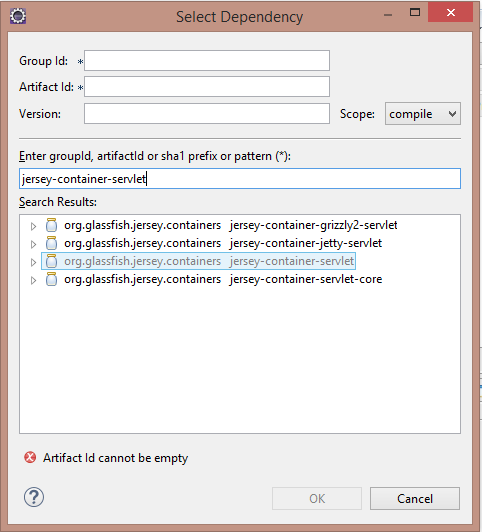 Select Dependency
Group Id: *
Artifact Id: *
Version: Scope: compile
Enter groupId, artifactId or sha1 prefix or pattern (*):
jersey-container-servlet
Search Results:
org.glassfish.jersey.containers jersey-container-grizzly2-servlet
org.glassfish.jersey.containers jersey-container-jetty-servlet
org.glassfish.jersey.containers jersey-container-servlet
org.glassfish.jersey.containers jersey-container-servlet-core
Artifact Id cannot be empty
? OK Cancel